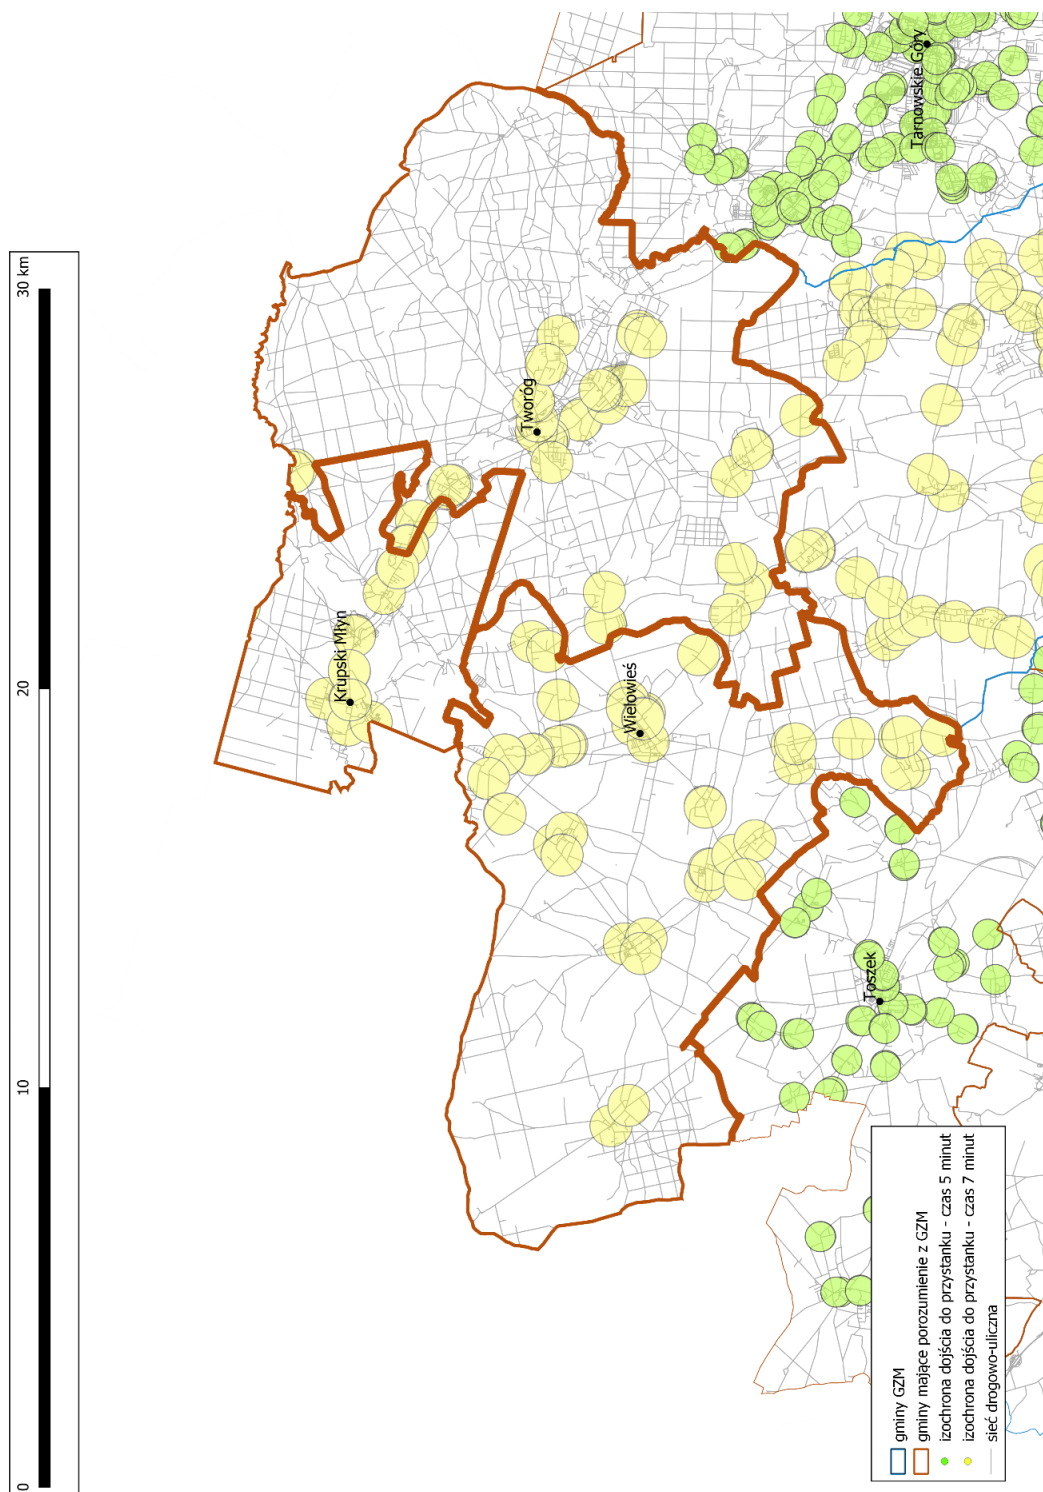 0
10
20
30 km
Krupski Młyn
Tworóg
Tarnowskie Góry
Wielowieś
Toszek
gminy GZM
gminy mające porozumienie z GZM
izochrona dojścia do przystanku - czas 5 minut
izochrona dojścia do przystanku - czas 7 minut
sieć drogowo-uliczna